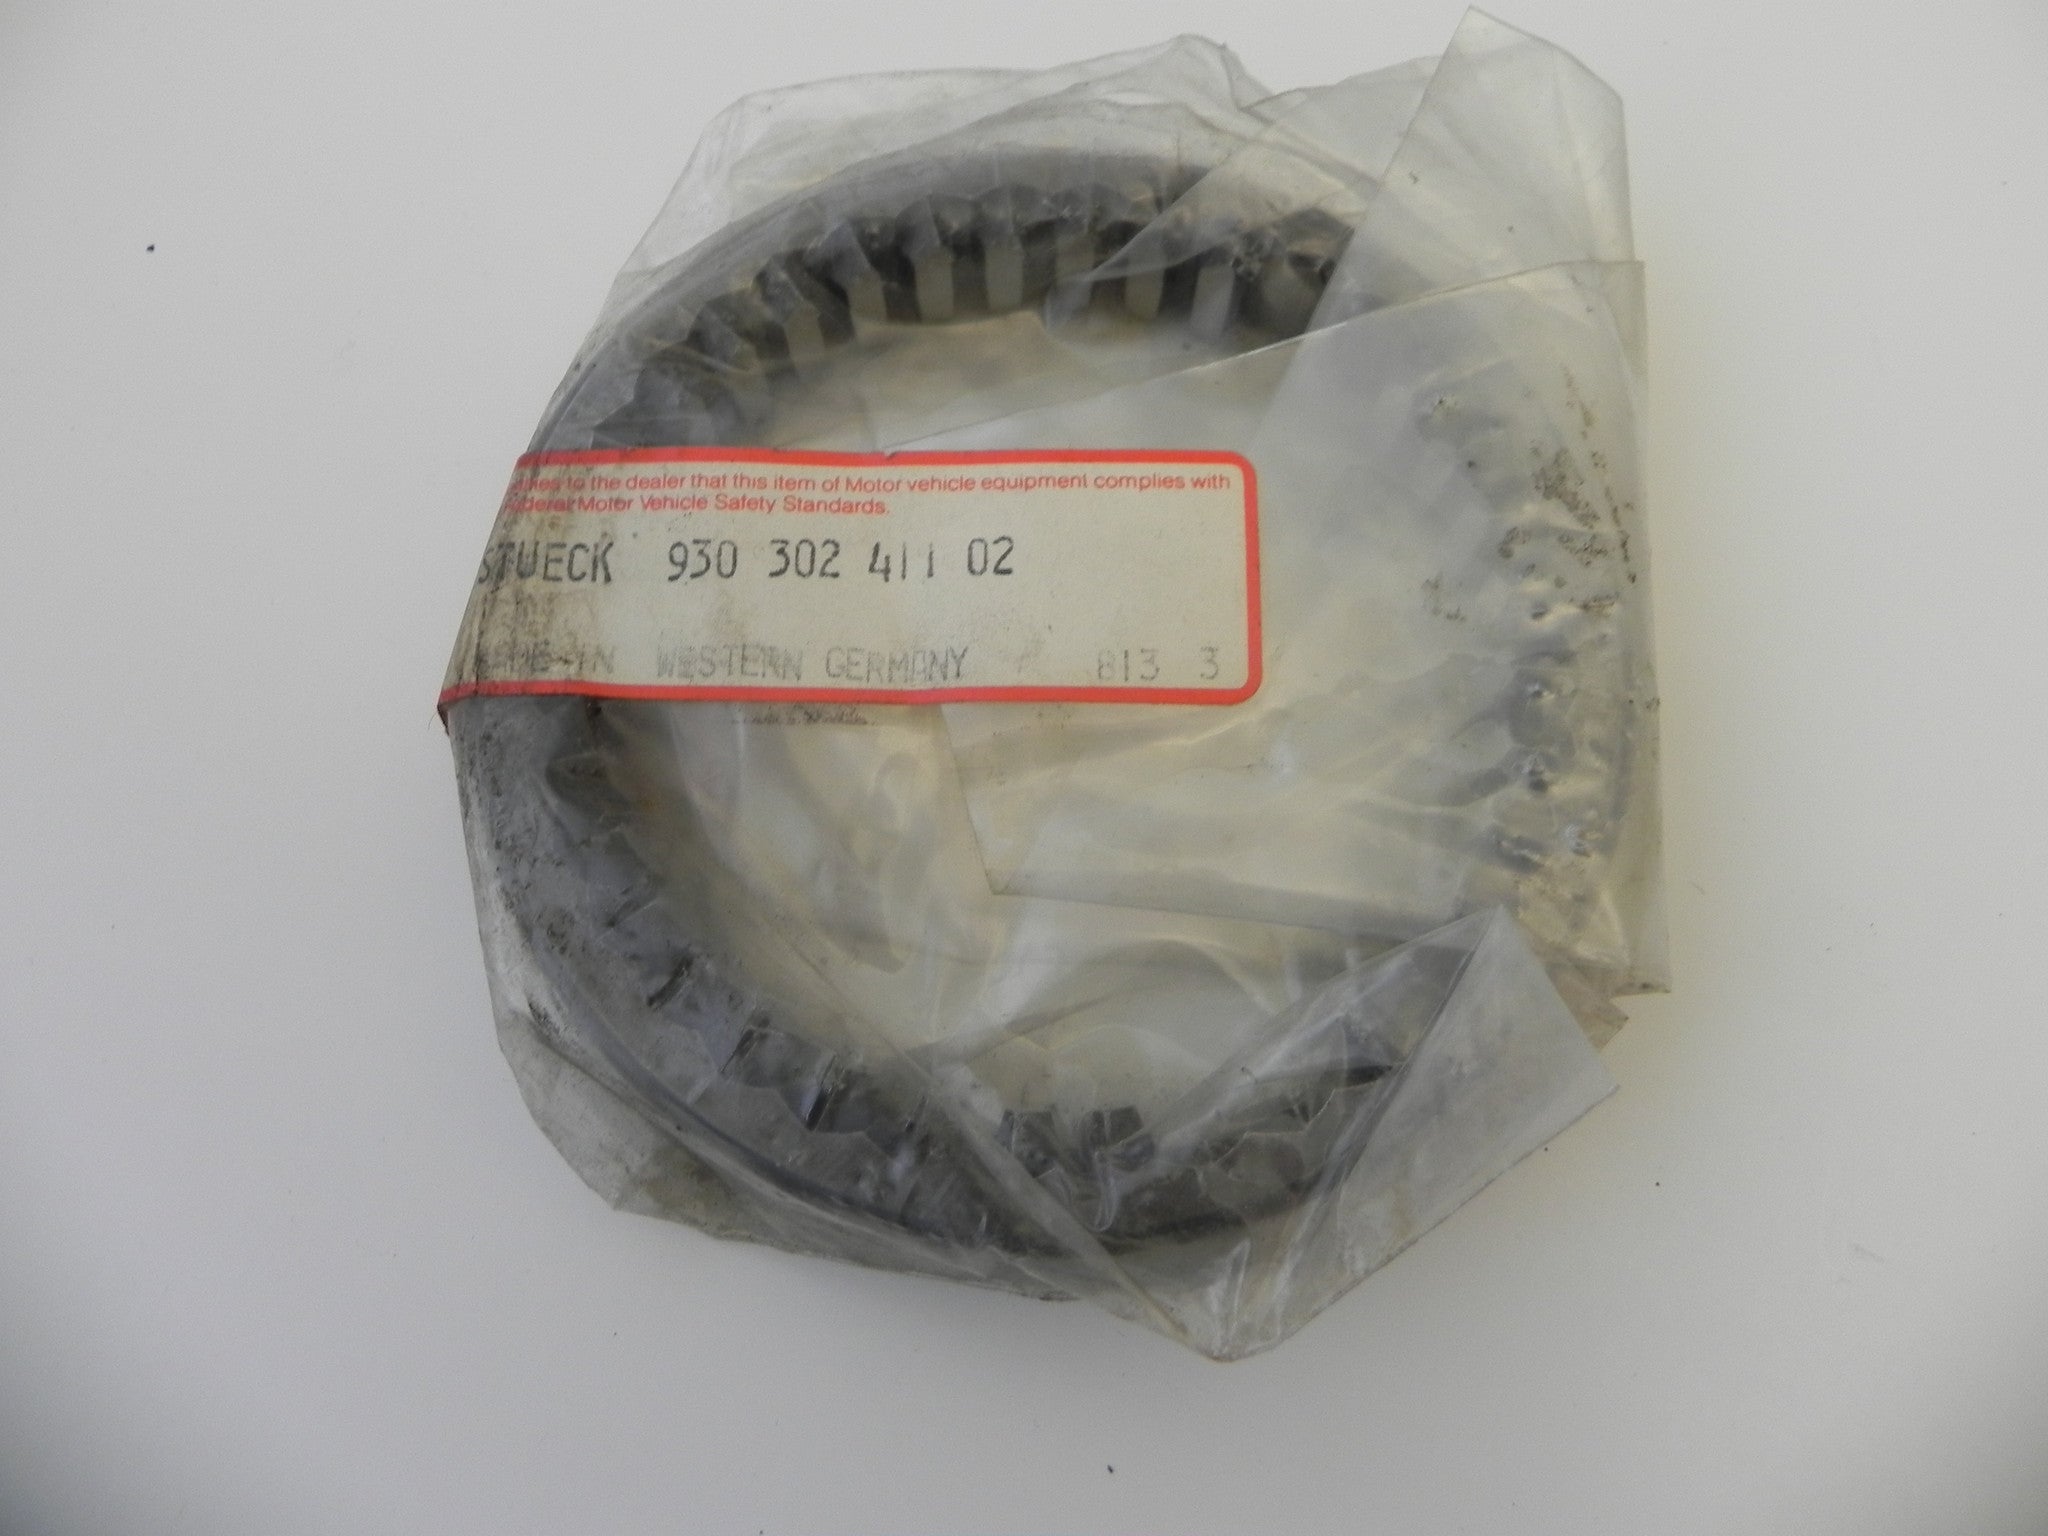 to the dealer that this item of Motor vehicle equipment complies with
Motor Vehicle Safety Standards.
STUECK 930 302 411 02
IN WESTERN GERMANY 813 3